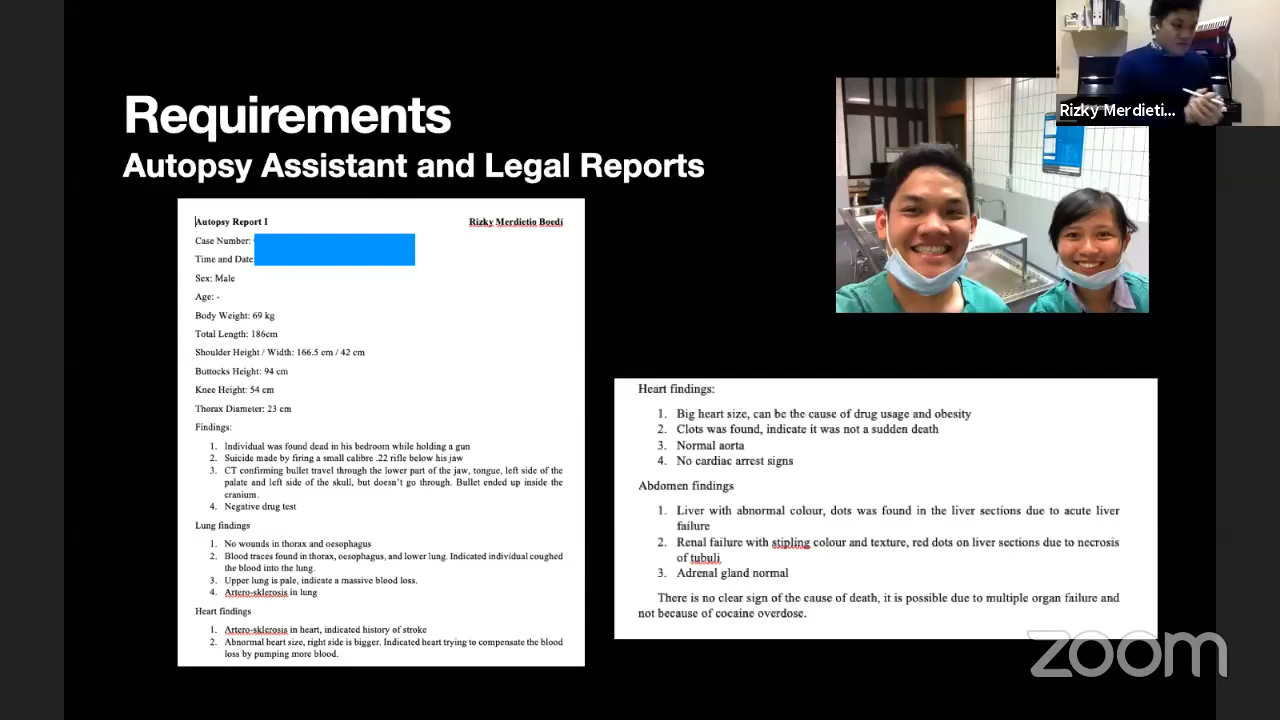 Requirements
Autopsy Assistant and Legal Reports
Rizky Merdieti...
Autopsy Report I
Rizky Merdietio Boedi
Case Number:
Time and Date:
Sex: Male
Age: -
Body Weight: 69 kg
Total Length: 186cm
Shoulder Height / Width: 166.5 cm / 42 cm
Buttocks Height: 94 cm
Knee Height: 54 cm
Thorax Diameter: 23 cm
Findings:
1. Individual was found dead in his bedroom while holding a gun
2. Suicide made by firing a small calibre .22 rifle below his jaw
3. CT confirming bullet travel through the lower part of the jaw, tongue, left side of the
palate and left side of the skull, but doesn't go through. Bullet ended up inside the
cranium.
4. Negative drug test
Lung findings
1. No wounds in thorax and oesophagus
2. Blood traces found in thorax, oesophagus, and lower lung. Indicated individual coughed
the blood into the lung.
3. Upper lung is pale, indicate a massive blood loss.
4. Artero-sklerosis in lung
Heart findings
1. Artero-sklerosis in heart, indicated history of stroke
2. Abnormal heart size, right side is bigger. Indicated heart trying to compensate the blood
loss by pumping more blood.
Heart findings:
1. Big heart size, can be the cause of drug usage and obesity
2. Clots was found, indicate it was not a sudden death
3. Normal aorta
4. No cardiac arrest signs
Abdomen findings
1. Liver with abnormal colour, dots was found in the liver sections due to acute liver
failure
2. Renal failure with stipling colour and texture, red dots on liver sections due to necrosis
of tubuli
3. Adrenal gland normal
There is no clear sign of the cause of death, it is possible due to multiple organ failure and
not because of cocaine overdose.
zoom